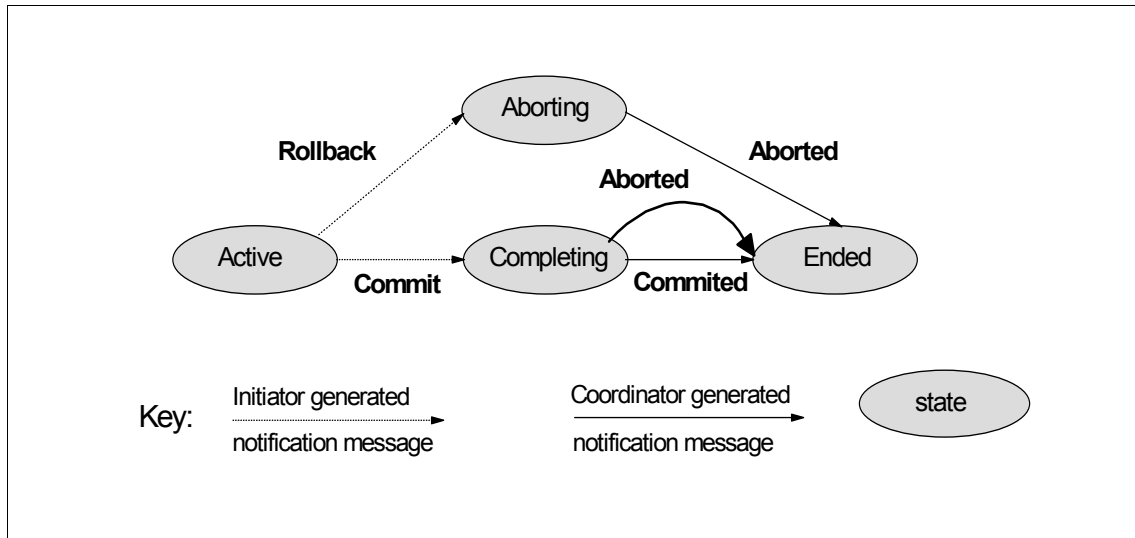 Aborting
Rollback
Aborted
Aborted
Active
Completing
Ended
Commit
Commited
Key:
Initiator generated
notification message
Coordinator generated
notification message
state